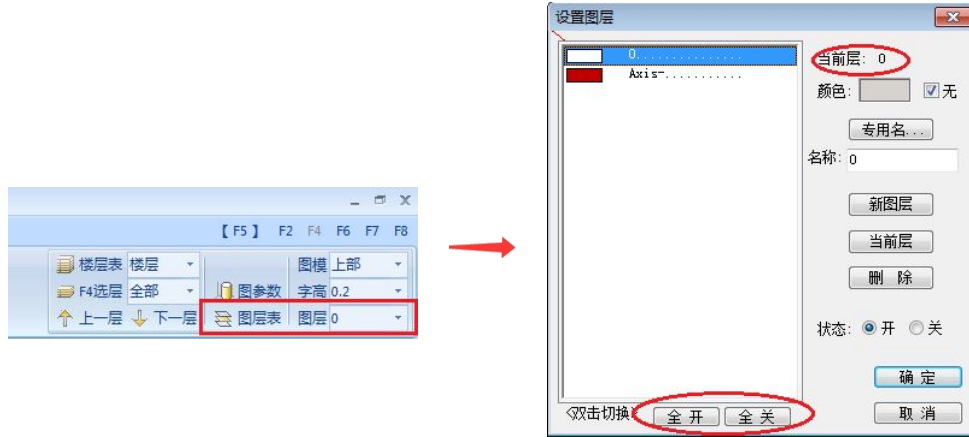 【F5】 F2 F4 F6 F7 F8
楼层表 楼层 图模 上部
F4选层 全部 图参数 字高 0.2
上一层 下一层 图层表 图层 0
设置图层
0...............
Axis-...........
当前层: 0
颜色: 无
专用名...
名称: 0
新图层
当前层
删 除
状态: 开 关
确 定
<双击切换> 全 开 全 关
取 消